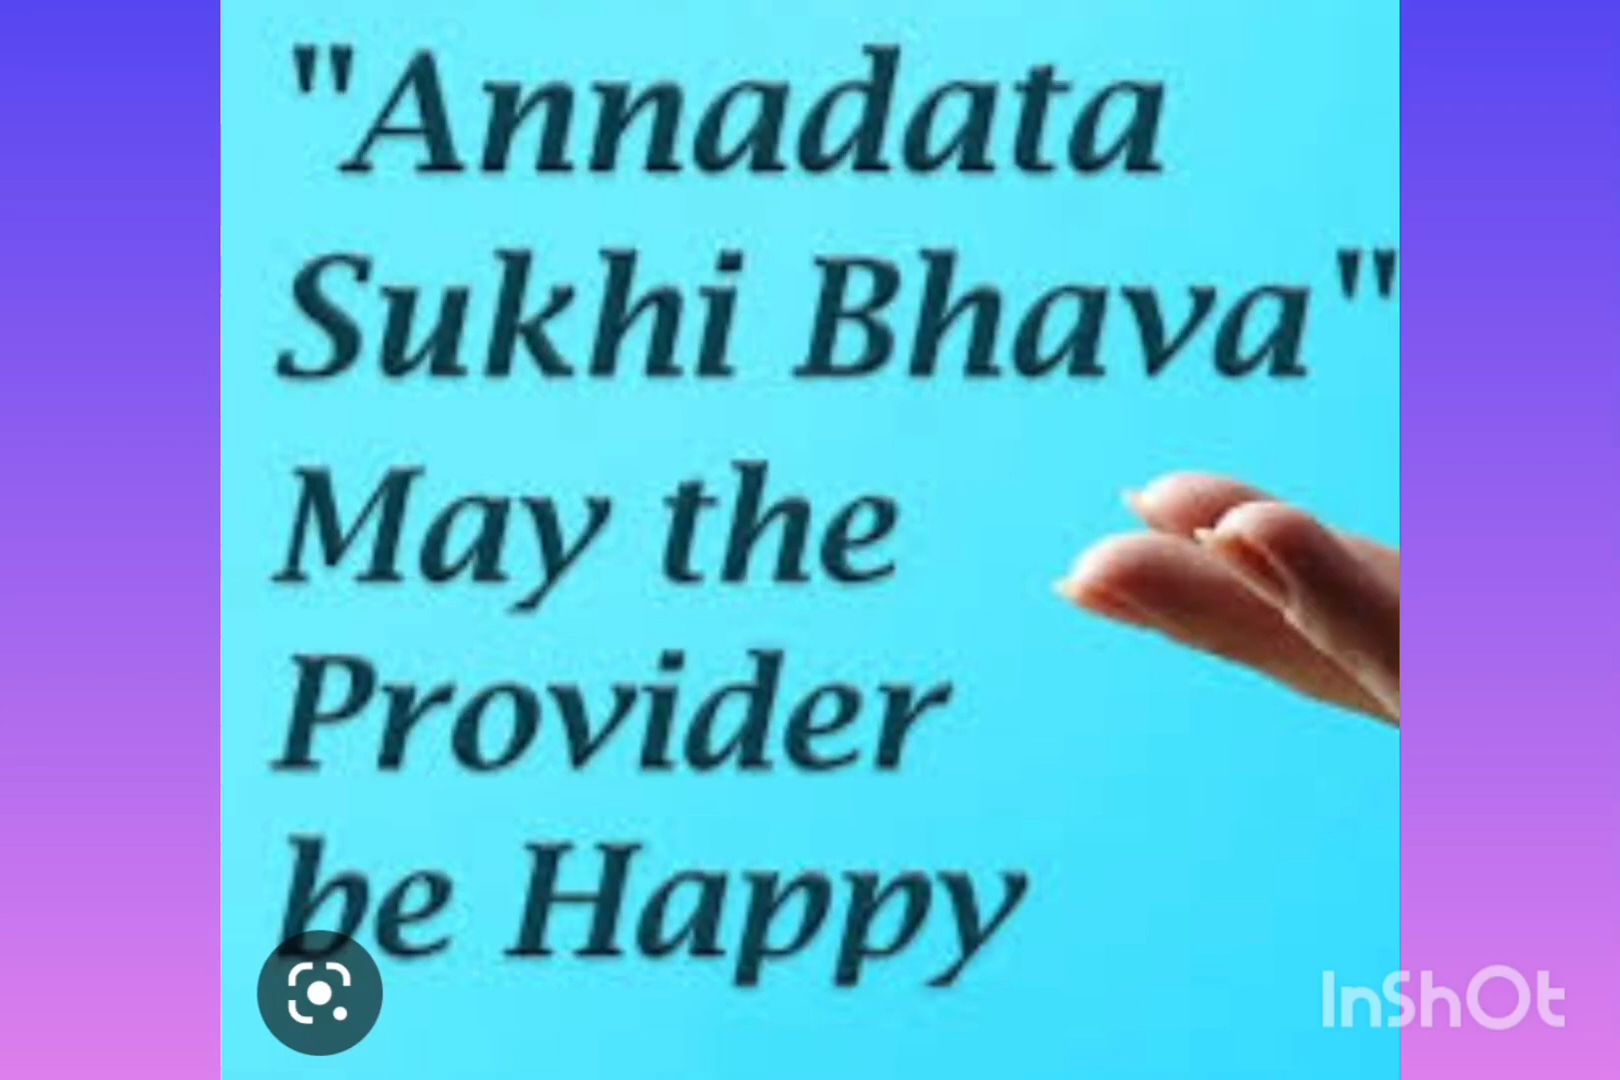 "Annadata
Sukhi Bhava"
May the
Provider
be Happy
InShOt